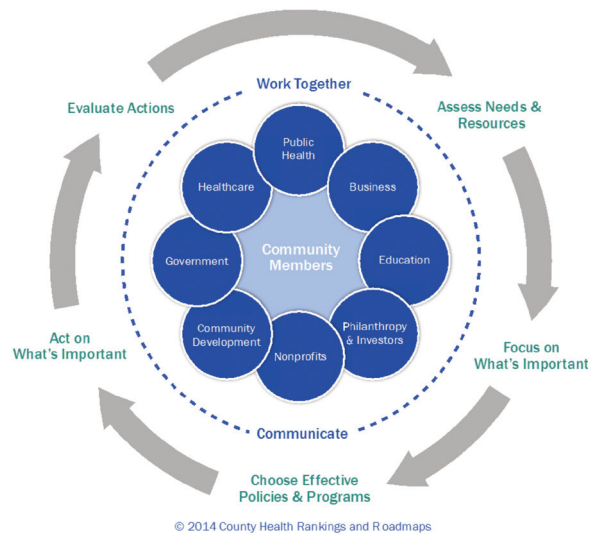 Work Together
Evaluate Actions
Assess Needs &
Resources
Public
Health
Healthcare
Business
Community
Members
Government
Education
Community
Development
Philanthropy
& Investors
Nonprofits
Act on
What's Important
Focus on
What's Important
Communicate
Choose Effective
Policies & Programs
© 2014 County Health Rankings and Roadmaps